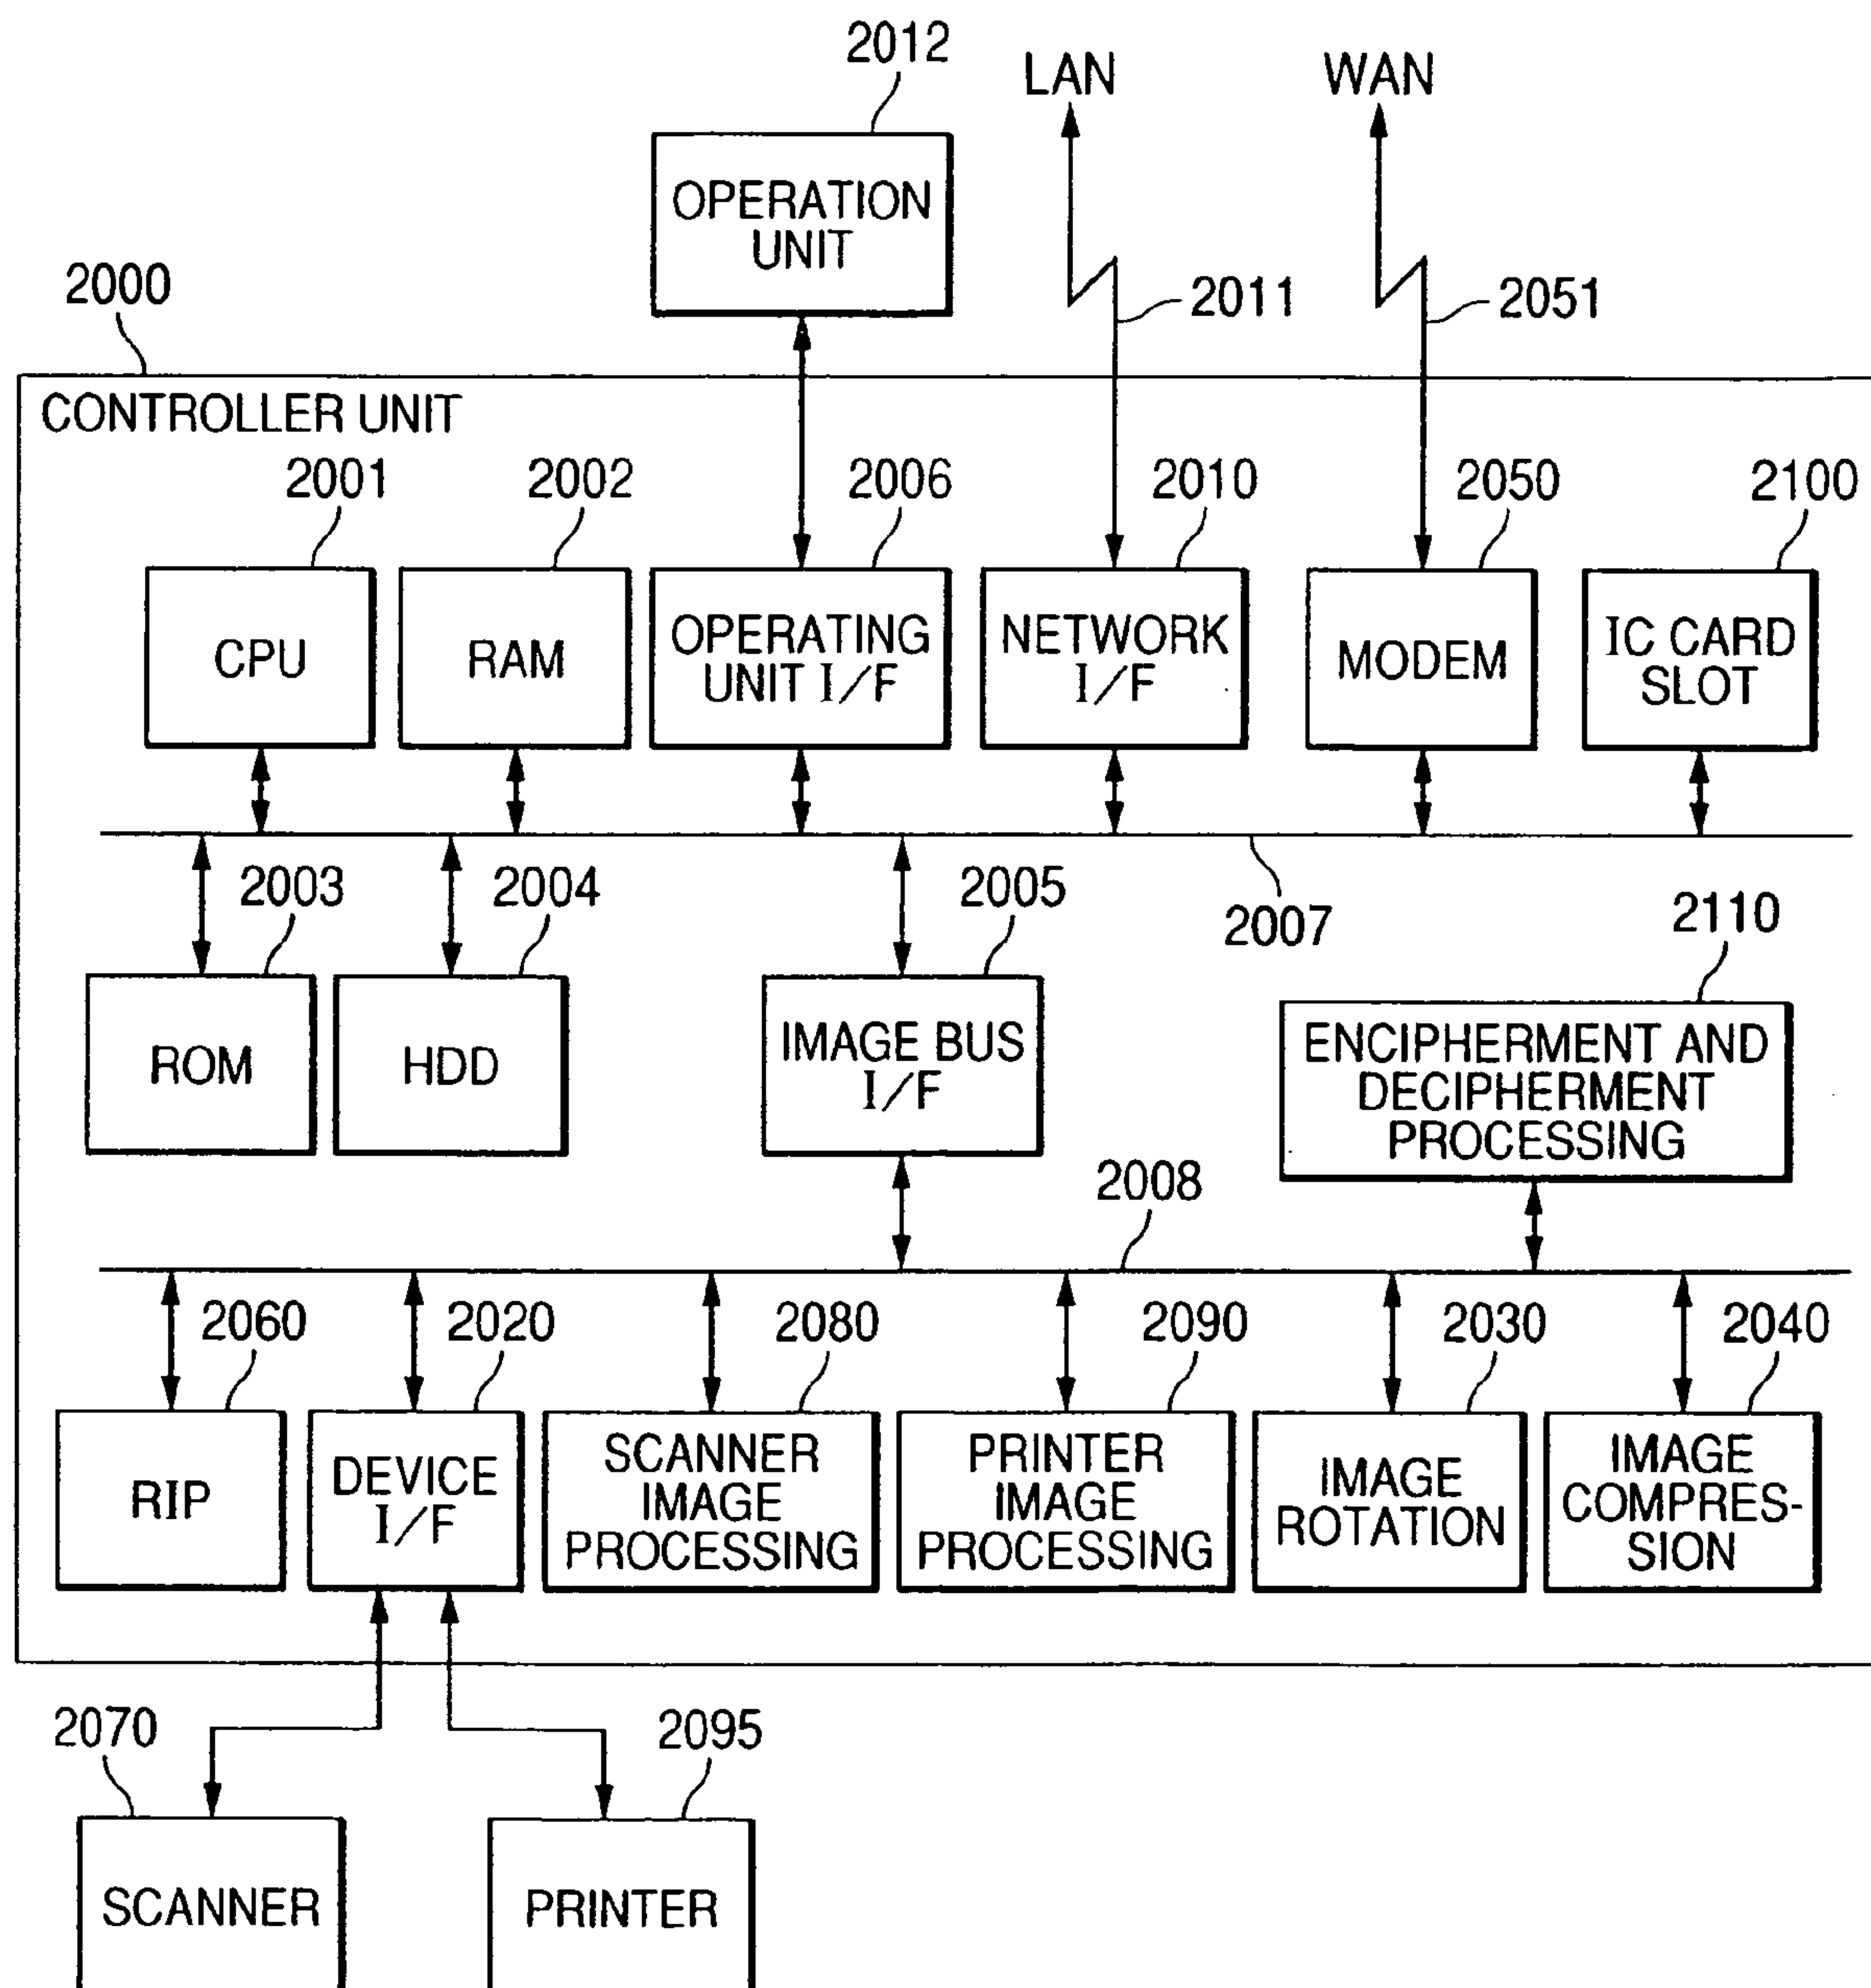 2012
LAN
WAN
OPERATION
UNIT
2000
2011
2051
CONTROLLER UNIT
2001
2002
2006
2010
2050
2100
CPU
RAM
OPERATING
UNIT I/F
NETWORK
I/F
MODEM
IC CARD
SLOT
2003
2004
2005
2007
2110
ROM
HDD
IMAGE BUS
I/F
ENCIPHERMENT AND
DECIPHERMENT
PROCESSING
2008
2060
2020
2080
2090
2030
2040
RIP
DEVICE
I/F
SCANNER
IMAGE
PROCESSING
PRINTER
IMAGE
PROCESSING
IMAGE
ROTATION
IMAGE
COMPRES-
SION
2070
2095
SCANNER
PRINTER